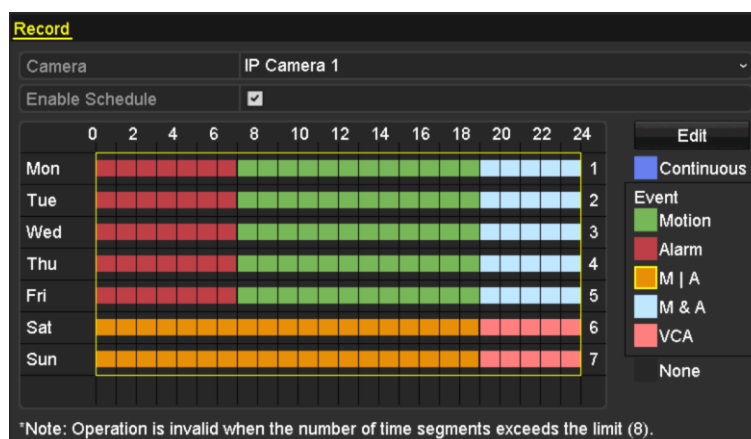 Record
Camera IP Camera 1
Enable Schedule
0 2 4 6 8 10 12 14 16 18 20 22 24
Edit
Mon 1
Continuous
Tue 2
Event
Motion
Wed 3
Alarm
Thu 4
M | A
Fri 5
M & A
Sat 6
VCA
Sun 7
None
*Note: Operation is invalid when the number of time segments exceeds the limit (8).